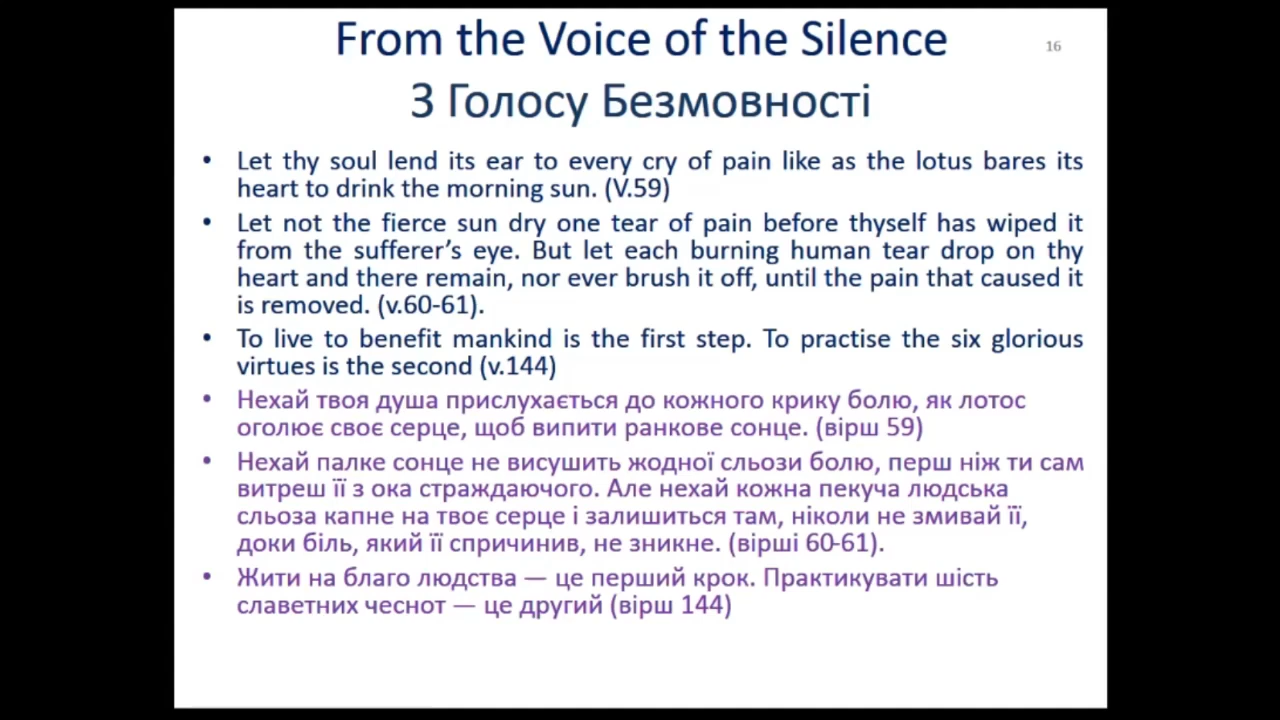 From the Voice of the Silence
16
З Голосу Безмовності
• Let thy soul lend its ear to every cry of pain like as the lotus bares its
heart to drink the morning sun. (V.59)
• Let not the fierce sun dry one tear of pain before thyself has wiped it
from the sufferer’s eye. But let each burning human tear drop on thy
heart and there remain, nor ever brush it off, until the pain that caused it
is removed. (v.60-61).
• To live to benefit mankind is the first step. To practise the six glorious
virtues is the second (v.144)
• Нехай твоя душа прислухається до кожного крику болю, як лотос
оголює своє серце, щоб випити ранкове сонце. (вірш 59)
• Нехай палке сонце не висушить жодної сльози болю, перш ніж ти сам
витреш її з ока страждаючого. Але нехай кожна пекуча людська
сльоза капне на твоє серце і залишиться там, ніколи не змивай її,
доки біль, який її спричинив, не зникне. (вірші 60-61).
• Жити на благо людства — це перший крок. Практикувати шість
славетних чеснот — це другий (вірш 144)